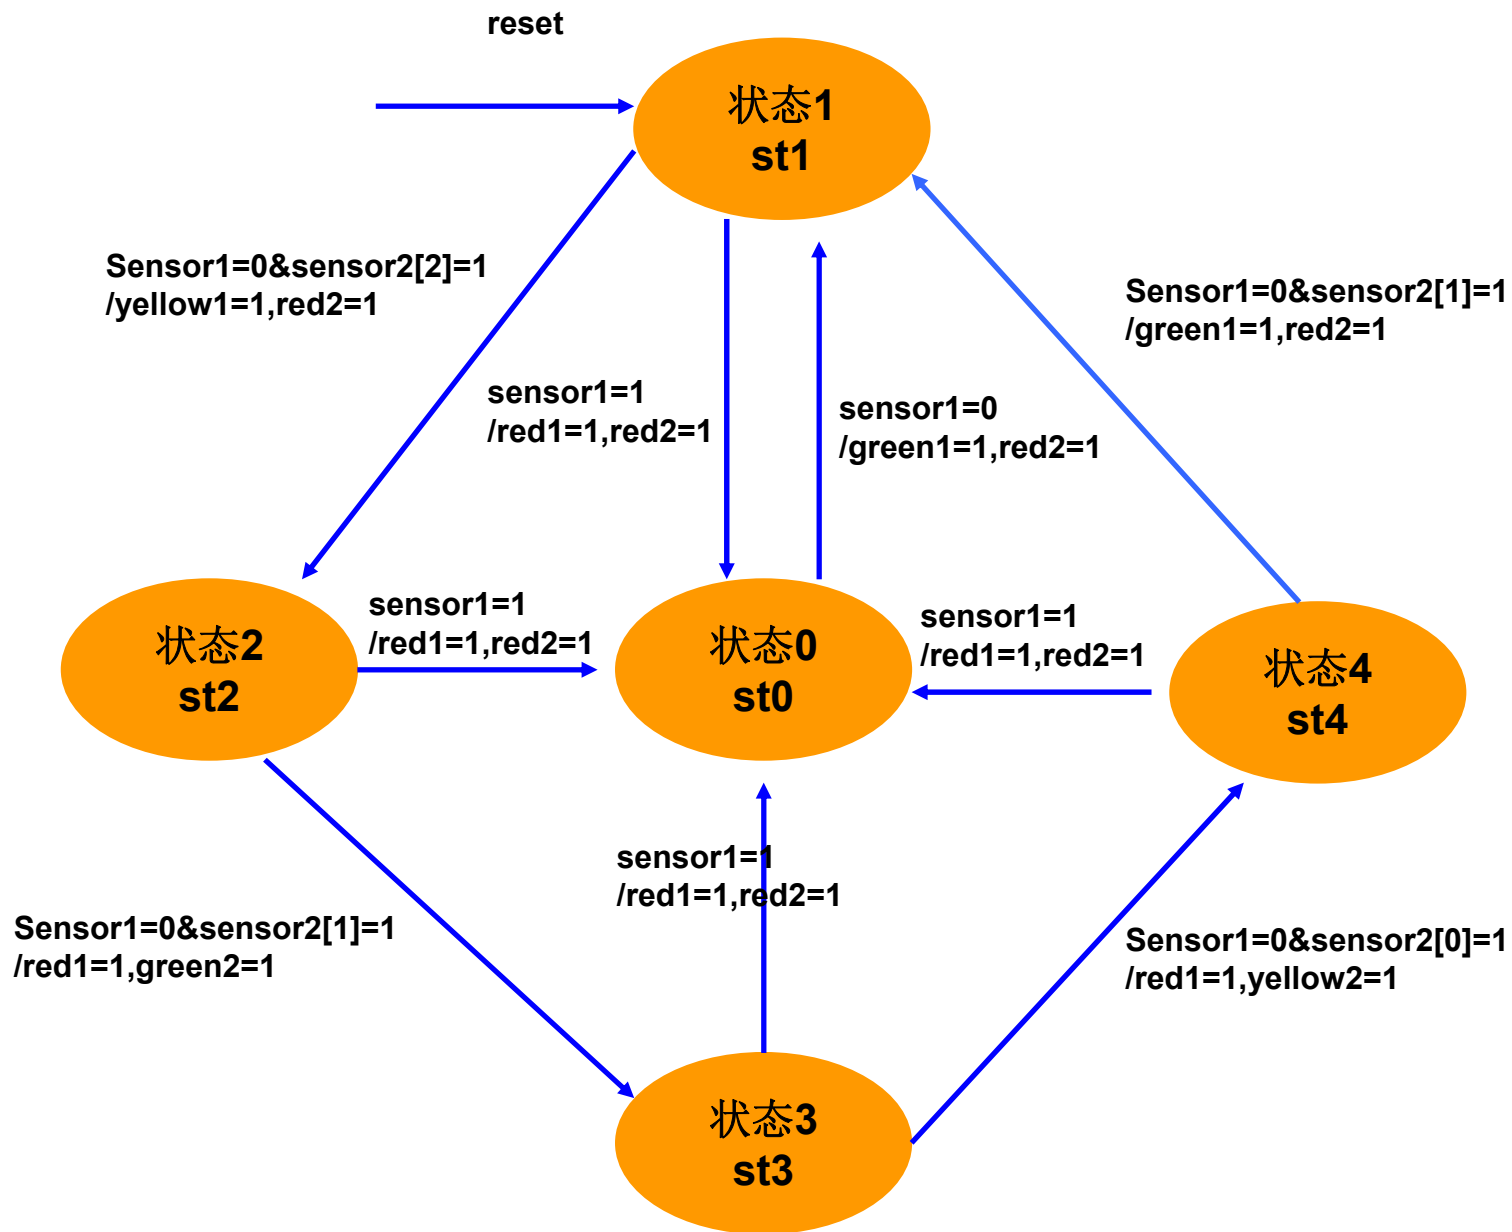 reset
状态1
st1
Sensor1=0&sensor2[2]=1
/yellow1=1,red2=1
Sensor1=0&sensor2[1]=1
/green1=1,red2=1
sensor1=1
/red1=1,red2=1
sensor1=0
/green1=1,red2=1
状态2
st2
sensor1=1
/red1=1,red2=1
状态0
st0
sensor1=1
/red1=1,red2=1
状态4
st4
sensor1=1
/red1=1,red2=1
Sensor1=0&sensor2[1]=1
/red1=1,green2=1
Sensor1=0&sensor2[0]=1
/red1=1,yellow2=1
状态3
st3